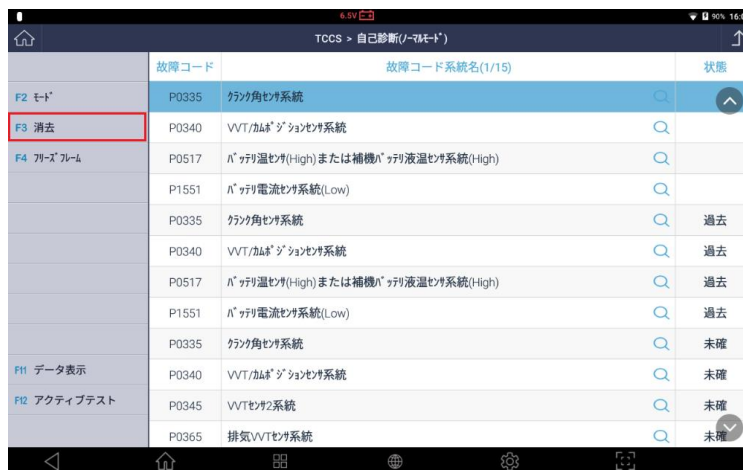 6.5V
90% 16:0
TCCS > 自己診断(ﾉｰﾏﾙﾓｰﾄﾞ)
故障コード 故障コード系統名(1/15) 状態
F2 ﾓｰﾄﾞ
F3 消去
F4 ﾌﾘｰｽﾞﾌﾚｰﾑ
Ff1 データ表示
Ff2 アクティブテスト
P0335 ｸﾗﾝｸ角ｾﾝｻ系統
P0340 VVT/ｶﾑﾎﾟｼﾞｼｮﾝｾﾝｻ系統
P0517 ﾊﾞｯﾃﾘ温ｾﾝｻ(High)または補機ﾊﾞｯﾃﾘ液温ｾﾝｻ系統(High)
P1551 ﾊﾞｯﾃﾘ電流ｾﾝｻ系統(Low)
P0335 ｸﾗﾝｸ角ｾﾝｻ系統 過去
P0340 VVT/ｶﾑﾎﾟｼﾞｼｮﾝｾﾝｻ系統 過去
P0517 ﾊﾞｯﾃﾘ温ｾﾝｻ(High)または補機ﾊﾞｯﾃﾘ液温ｾﾝｻ系統(High) 過去
P1551 ﾊﾞｯﾃﾘ電流ｾﾝｻ系統(Low) 過去
P0335 ｸﾗﾝｸ角ｾﾝｻ系統 未確
P0340 VVT/ｶﾑﾎﾟｼﾞｼｮﾝｾﾝｻ系統 未確
P0345 VVTｾﾝｻ2系統 未確
P0365 排気VVTｾﾝｻ系統 未確